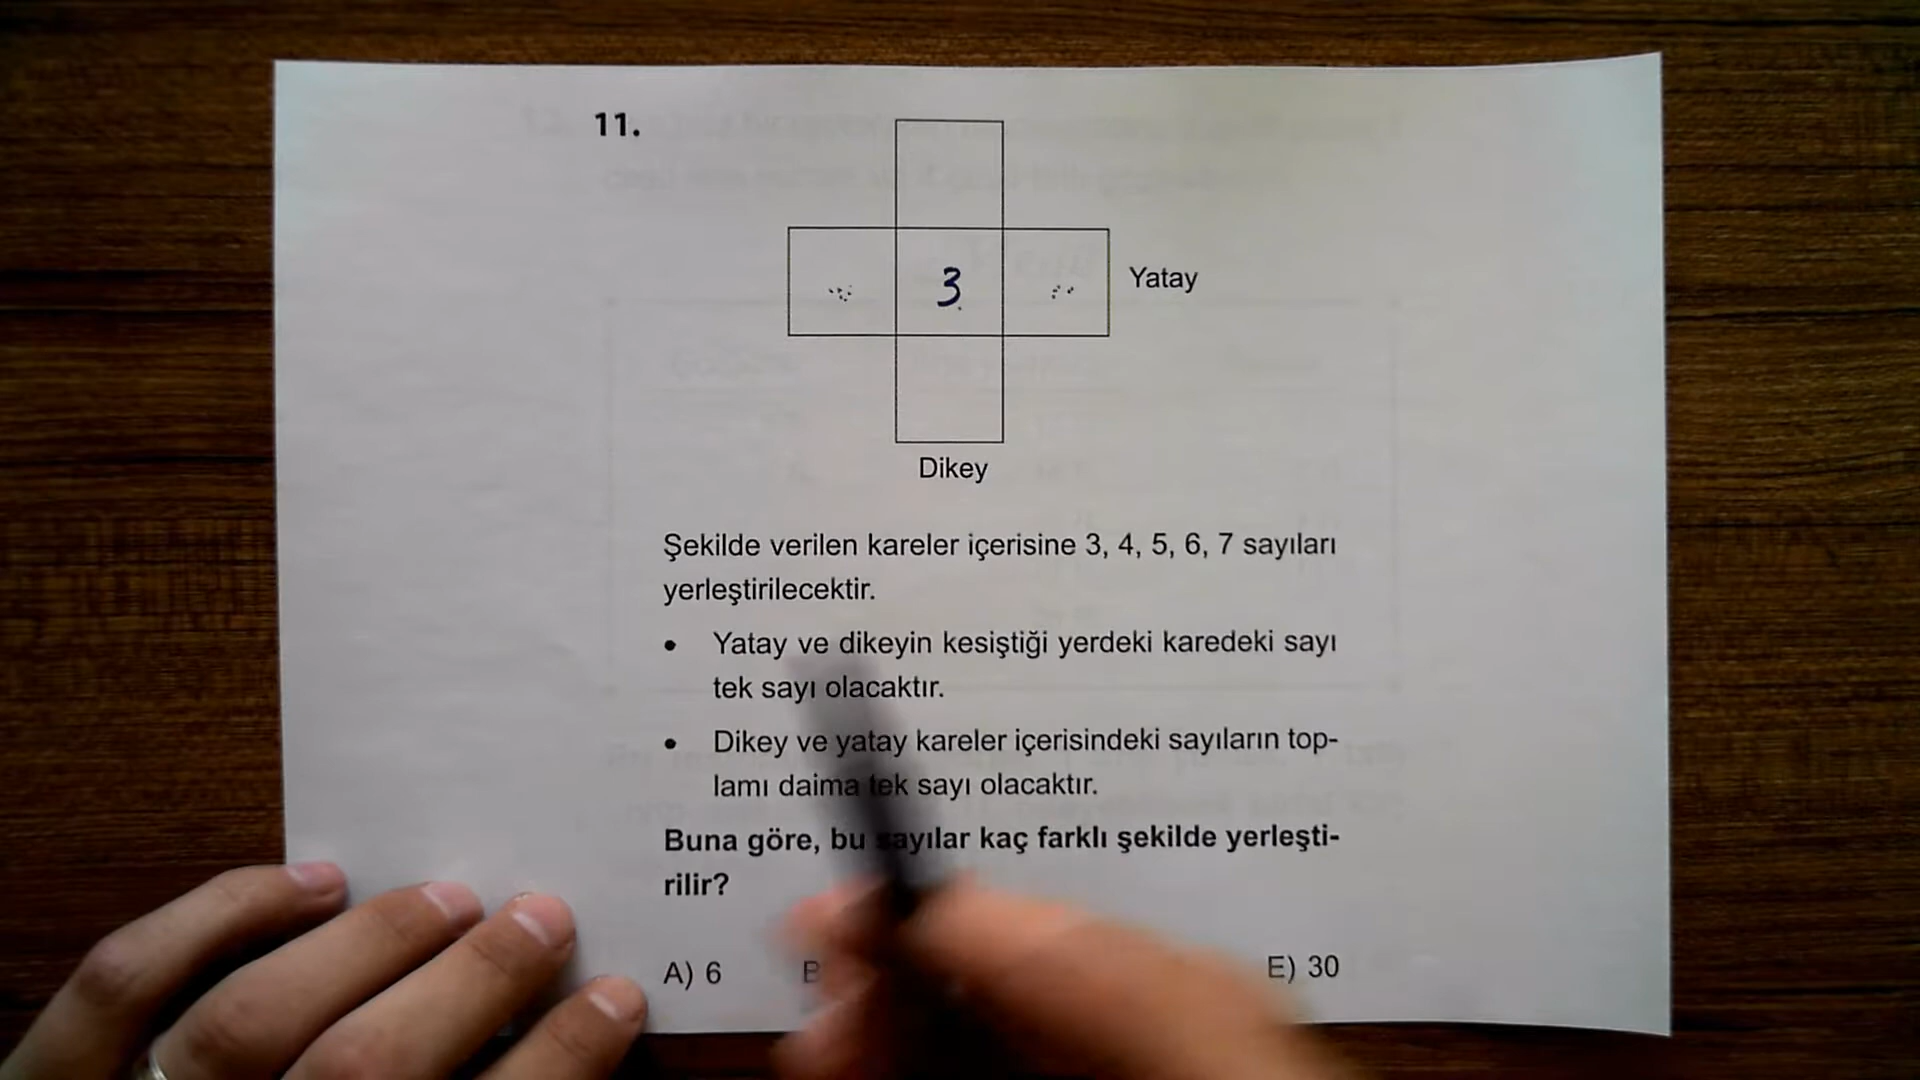 11.
3
Yatay
Dikey
Şekilde verilen kareler içerisine 3, 4, 5, 6, 7 sayıları
yerleştirilecektir.
• Yatay ve dikeyin kesiştiği yerdeki karedeki sayı
tek sayı olacaktır.
• Dikey ve yatay kareler içerisindeki sayıların top-
lamı daima tek sayı olacaktır.
Buna göre, bu sayılar kaç farklı şekilde yerleşti-
rilir?
A) 6 B E) 30